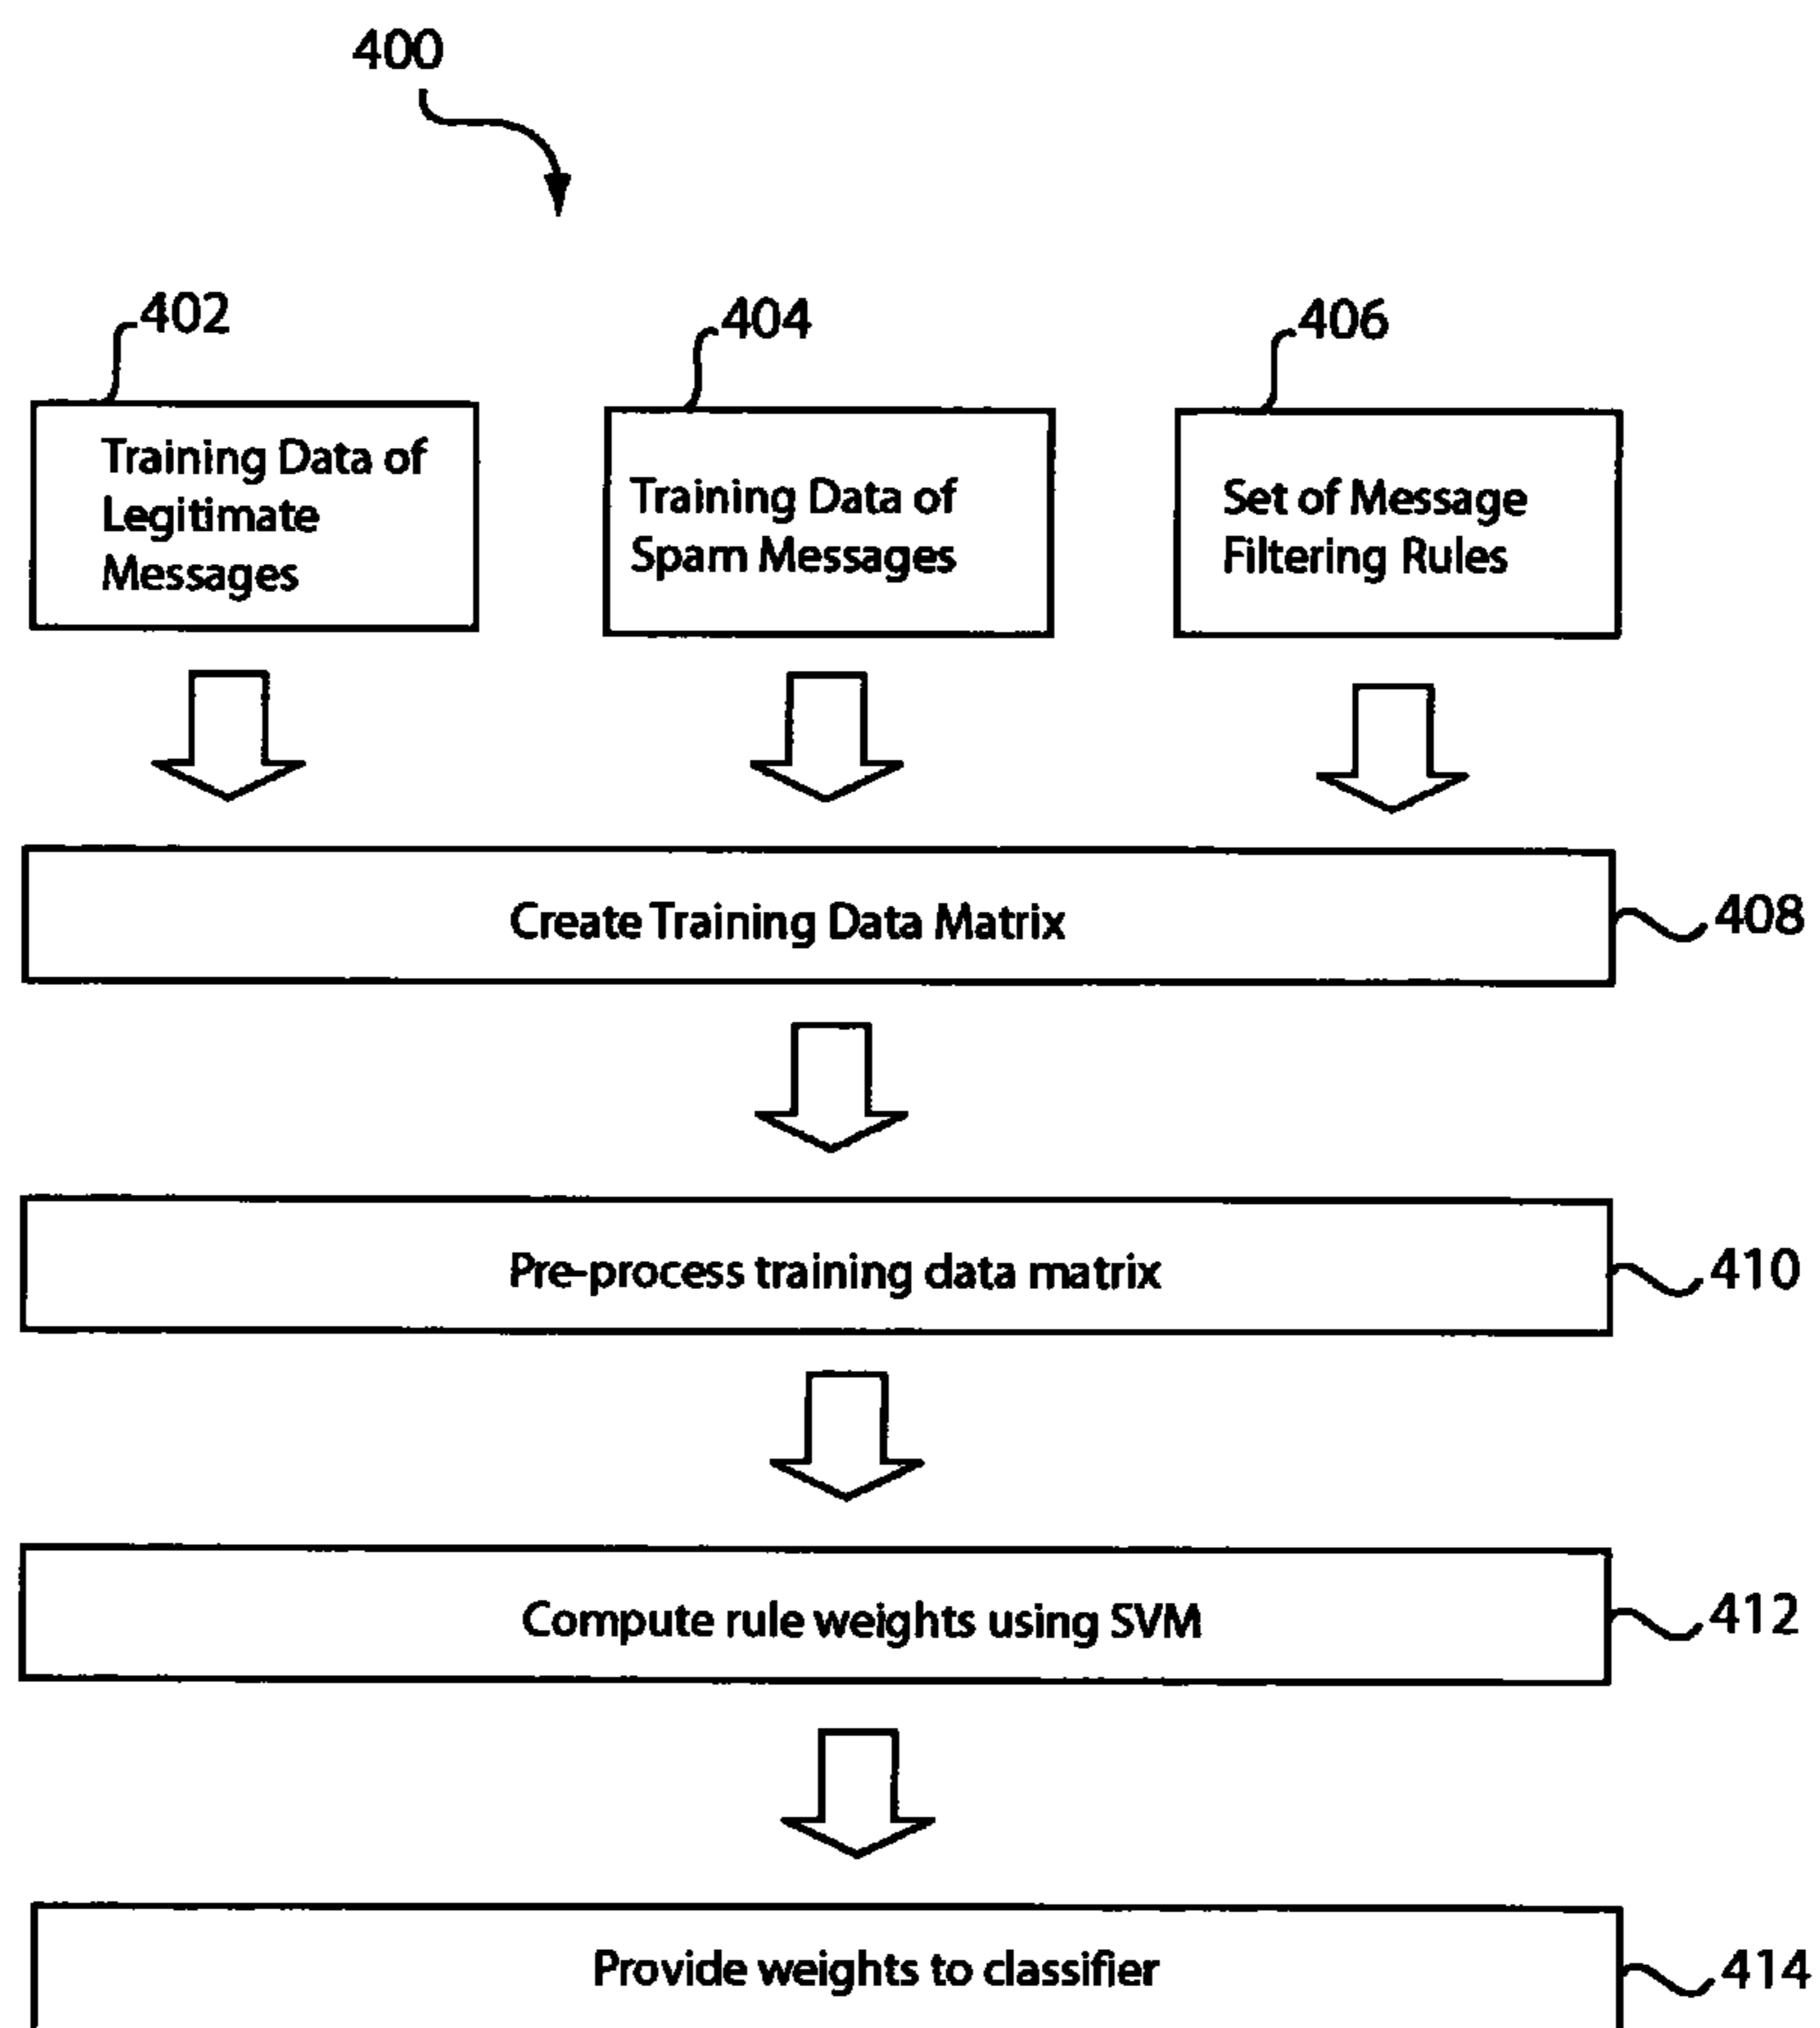 400
402
404
406
Training Data of
Legitimate
Messages
Training Data of
Spam Messages
Set of Message
Filtering Rules
Create Training Data Matrix
408
Pre-process training data matrix
410
Compute rule weights using SVM
412
Provide weights to classifier
414